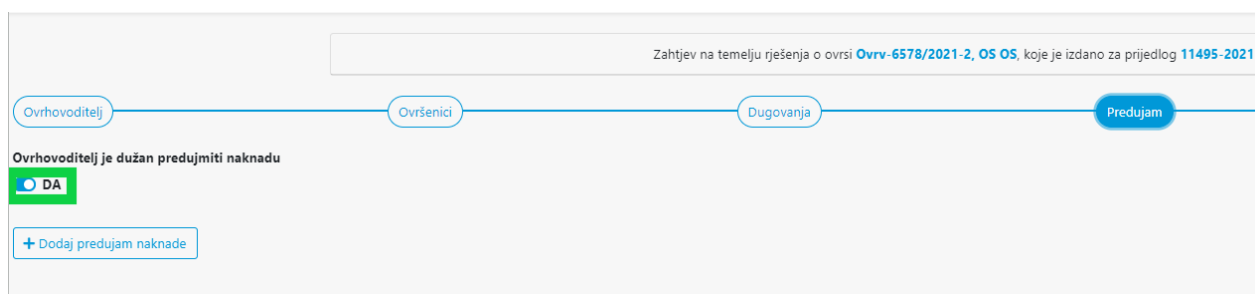 Zahtjev na temelju rješenja o ovrsi Ovrv-6578/2021-2, OS OS, koje je izdano za prijedlog 11495-2021
Ovrhovoditelj
Ovršenici
Dugovanja
Predujam
Ovrhovoditelj je dužan predujmiti naknadu
DA
+ Dodaj predujam naknade